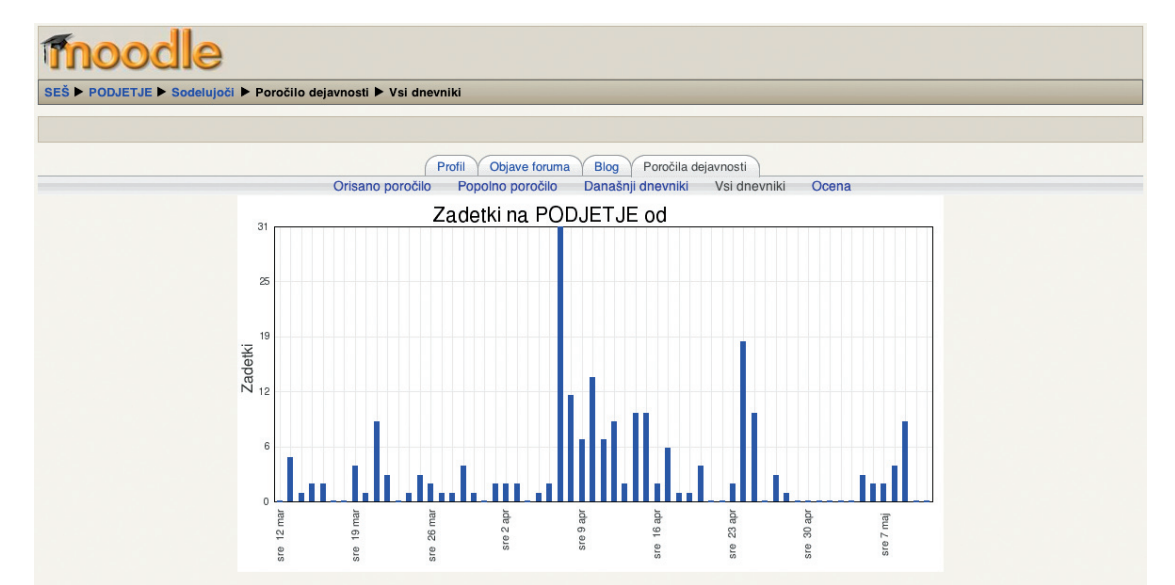 moodle
SEŠ ► PODJETJE ► Sodelujoči ► Poročilo dejavnosti ► Vsi dnevniki
Profil Objave foruma Blog Poročila dejavnosti
Orisano poročilo Popolno poročilo Današnji dnevniki Vsi dnevniki Ocena
Zadetki na PODJETJE od
31
25
19
12
6
0
Zadetki
sre 12 mar
sre 19 mar
sre 26 mar
sre 2 apr
sre 9 apr
sre 16 apr
sre 23 apr
sre 30 apr
sre 7 maj